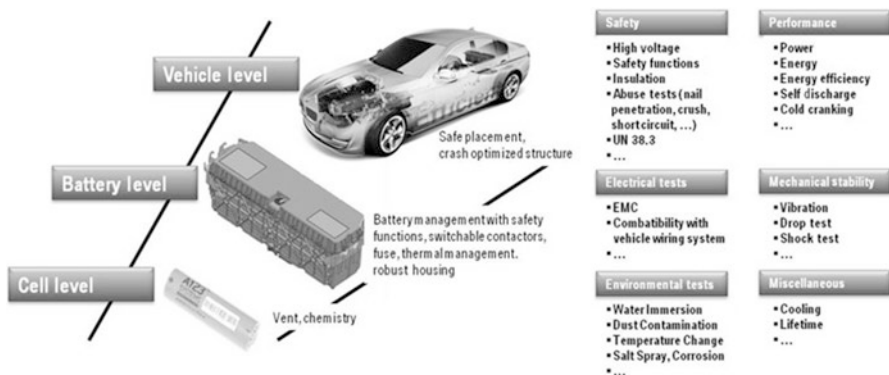 Vehicle level
Safe placement,
crash optimized structure
Battery level
Battery management with safety
functions, switchable contactors,
fuse, thermal management.
robust housing
Cell level
A123
Vent, chemistry
Safety
▪ High voltage
▪ Safety functions
▪ Insulation
▪ Abuse tests (nail
penetration, crush,
short circuit, ...)
▪ UN 38.3
▪ ...
Performance
▪ Power
▪ Energy
▪ Energy efficiency
▪ Self discharge
▪ Cold cranking
▪ ...
Electrical tests
▪ EMC
▪ Combatibility with
vehicle wiring system
▪ ...
Mechanical stability
▪ Vibration
▪ Drop test
▪ Shock test
▪ ...
Environmental tests
▪ Water Immersion
▪ Dust Contamination
▪ Temperature Change
▪ Salt Spray, Corrosion
▪ ...
Miscellaneous
▪ Cooling
▪ Lifetime
▪ ...